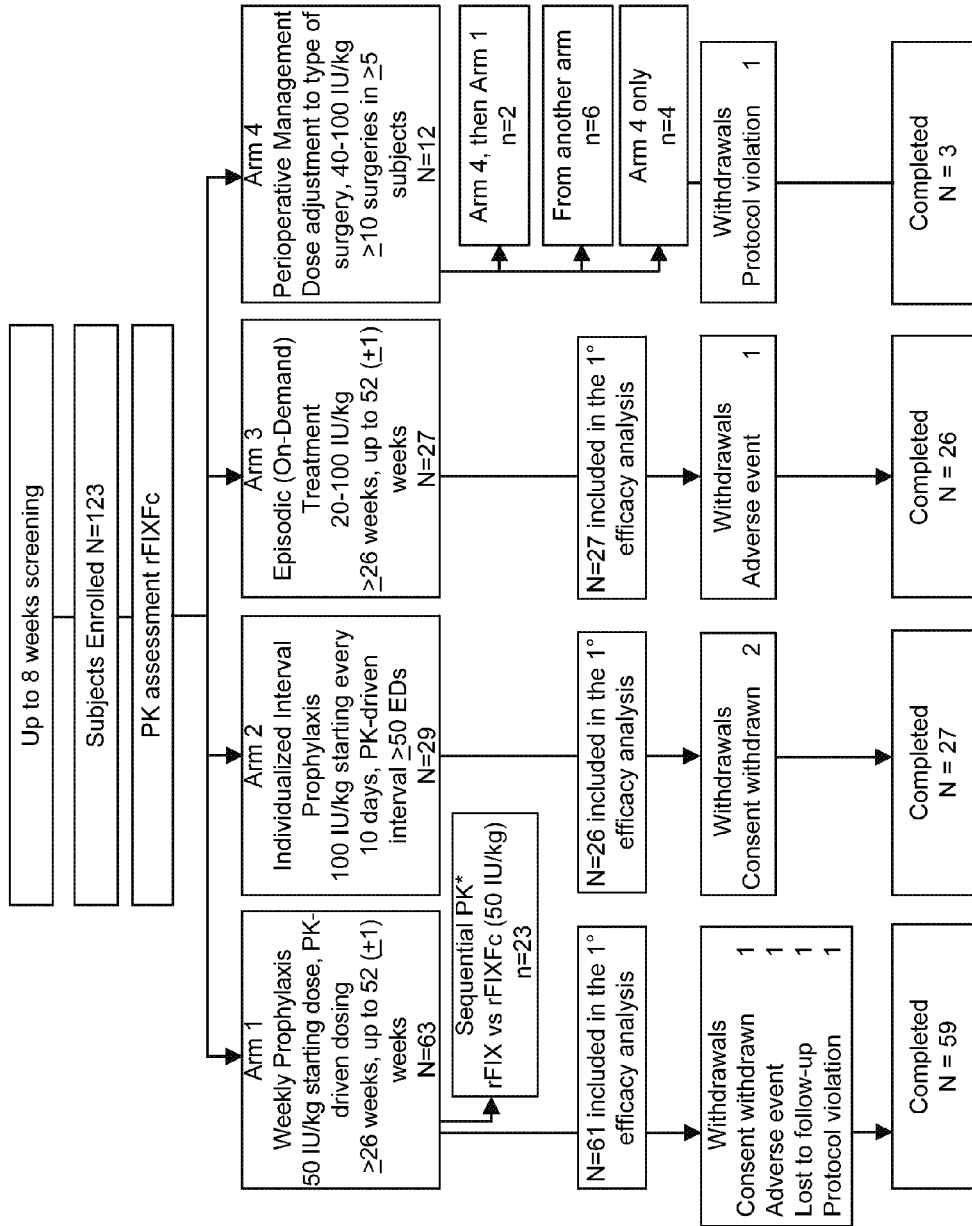 Up to 8 weeks screening
Subjects Enrolled N=123
PK assessment rFIXFc
Arm 1
Weekly Prophylaxis
50 IU/kg starting dose, PK-
driven dosing
≥26 weeks, up to 52 (±1)
weeks
N=63
Sequential PK*
rFIX vs rFIXFc (50 IU/kg)
n=23
N=61 included in the 1°
efficacy analysis
Withdrawals
Consent withdrawn 1
Adverse event 1
Lost to follow-up 1
Protocol violation 1
Completed
N = 59
Arm 2
Individualized Interval
Prophylaxis
100 IU/kg starting every
10 days, PK-driven
interval ≥50 EDs
N=29
N=26 included in the 1°
efficacy analysis
Withdrawals
Consent withdrawn 2
Completed
N = 27
Arm 3
Episodic (On-Demand)
Treatment
20-100 IU/kg
≥26 weeks, up to 52 (±1)
weeks
N=27
N=27 included in the 1°
efficacy analysis
Withdrawals
Adverse event 1
Completed
N = 26
Arm 4
Perioperative Management
Dose adjustment to type of
surgery, 40-100 IU/kg
≥10 surgeries in ≥5
subjects
N=12
Arm 4, then Arm 1
n=2
From another arm
n=6
Arm 4 only
n=4
Withdrawals
Protocol violation 1
Completed
N = 3